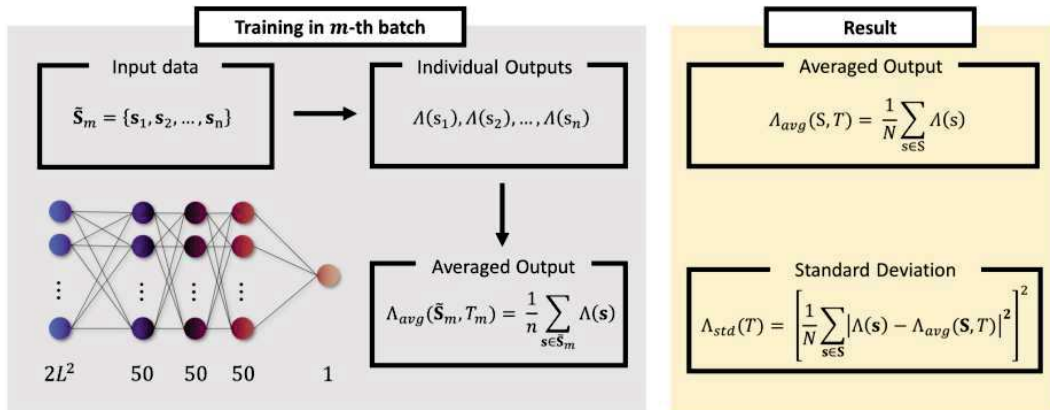 Training in m-th batch
Input data
S̃_m = {s_1, s_2, ..., s_n}
Individual Outputs
Λ(s_1), Λ(s_2), ..., Λ(s_n)
Averaged Output
Λ_avg(S̃_m, T_m) = 1/n ∑_{s∈S̃_m} Λ(s)
2L² 50 50 50 1
Result
Averaged Output
Λ_avg(S, T) = 1/N ∑_{s∈S} Λ(s)
Standard Deviation
Λ_std(T) = [1/N ∑_{s∈S} |Λ(s) − Λ_avg(S, T)|²]²